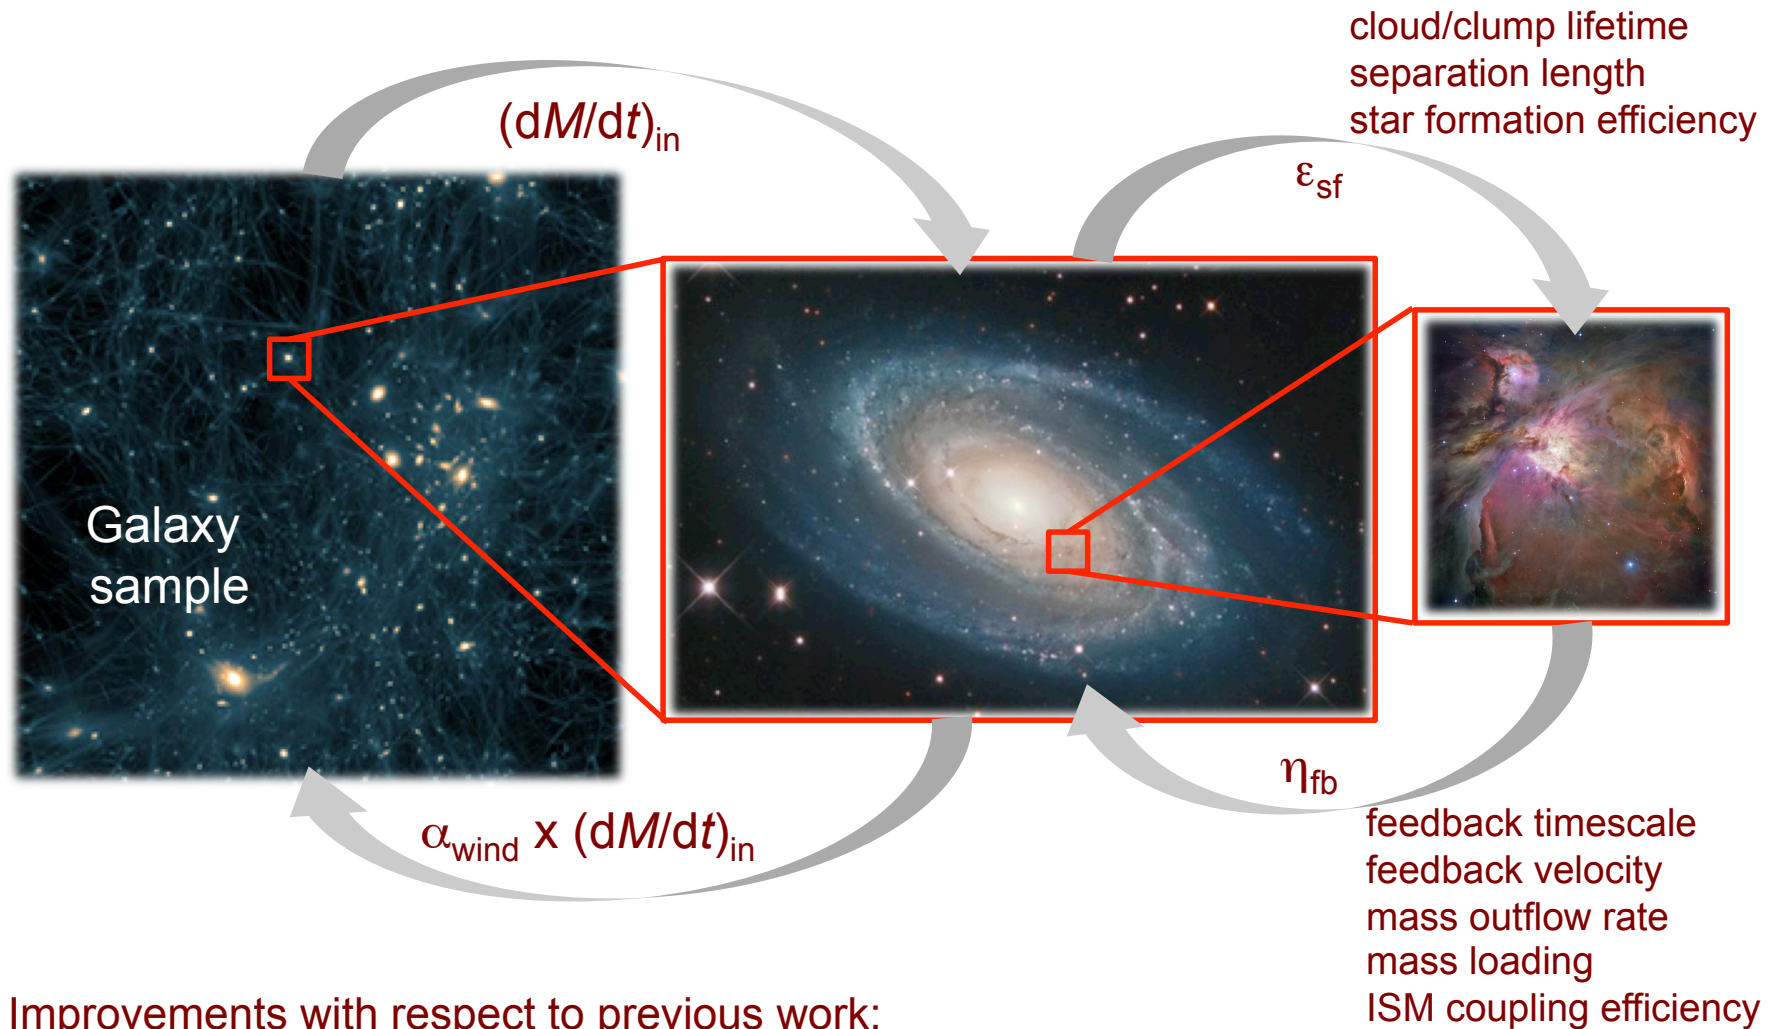 cloud/clump lifetime
separation length
star formation efficiency
(dM/dt)in
εsf
Galaxy
sample
ηfb
αwind x (dM/dt)in
feedback timescale
feedback velocity
mass outflow rate
mass loading
ISM coupling efficiency
Improvements with respect to previous work: